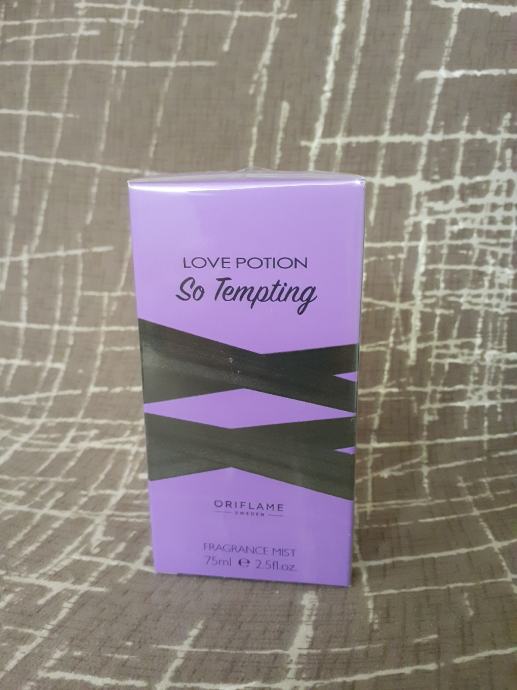 LOVE POTION
So Tempting
ORIFLAME
SWEDEN
FRAGRANCE MIST
75ml ℮ 2.5fl.oz.